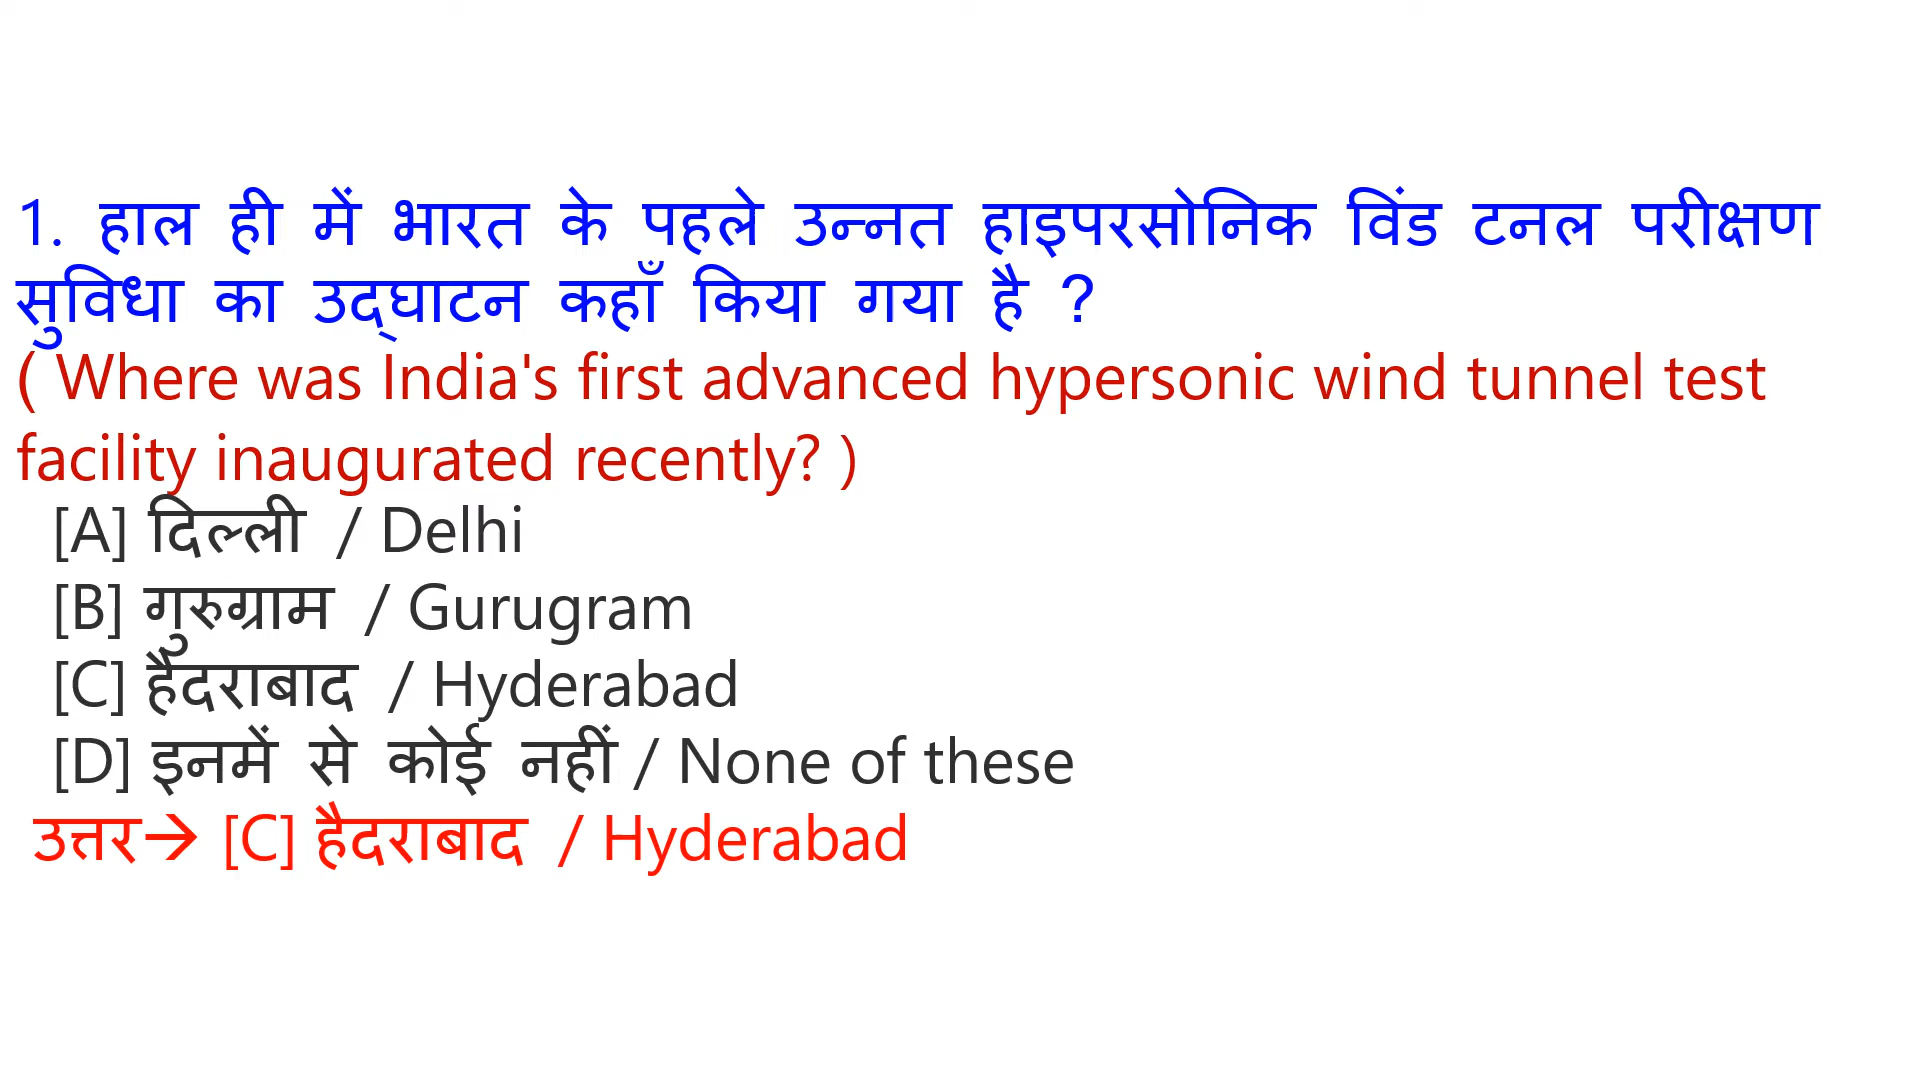 1. हाल ही में भारत के पहले उन्नत हाइपरसोनिक विंड टनल परीक्षण
सुविधा का उद्घाटन कहाँ किया गया है ?
( Where was India's first advanced hypersonic wind tunnel test
facility inaugurated recently? )
[A] दिल्ली / Delhi
[B] गुरुग्राम / Gurugram
[C] हैदराबाद / Hyderabad
[D] इनमें से कोई नहीं / None of these
उत्तर→ [C] हैदराबाद / Hyderabad